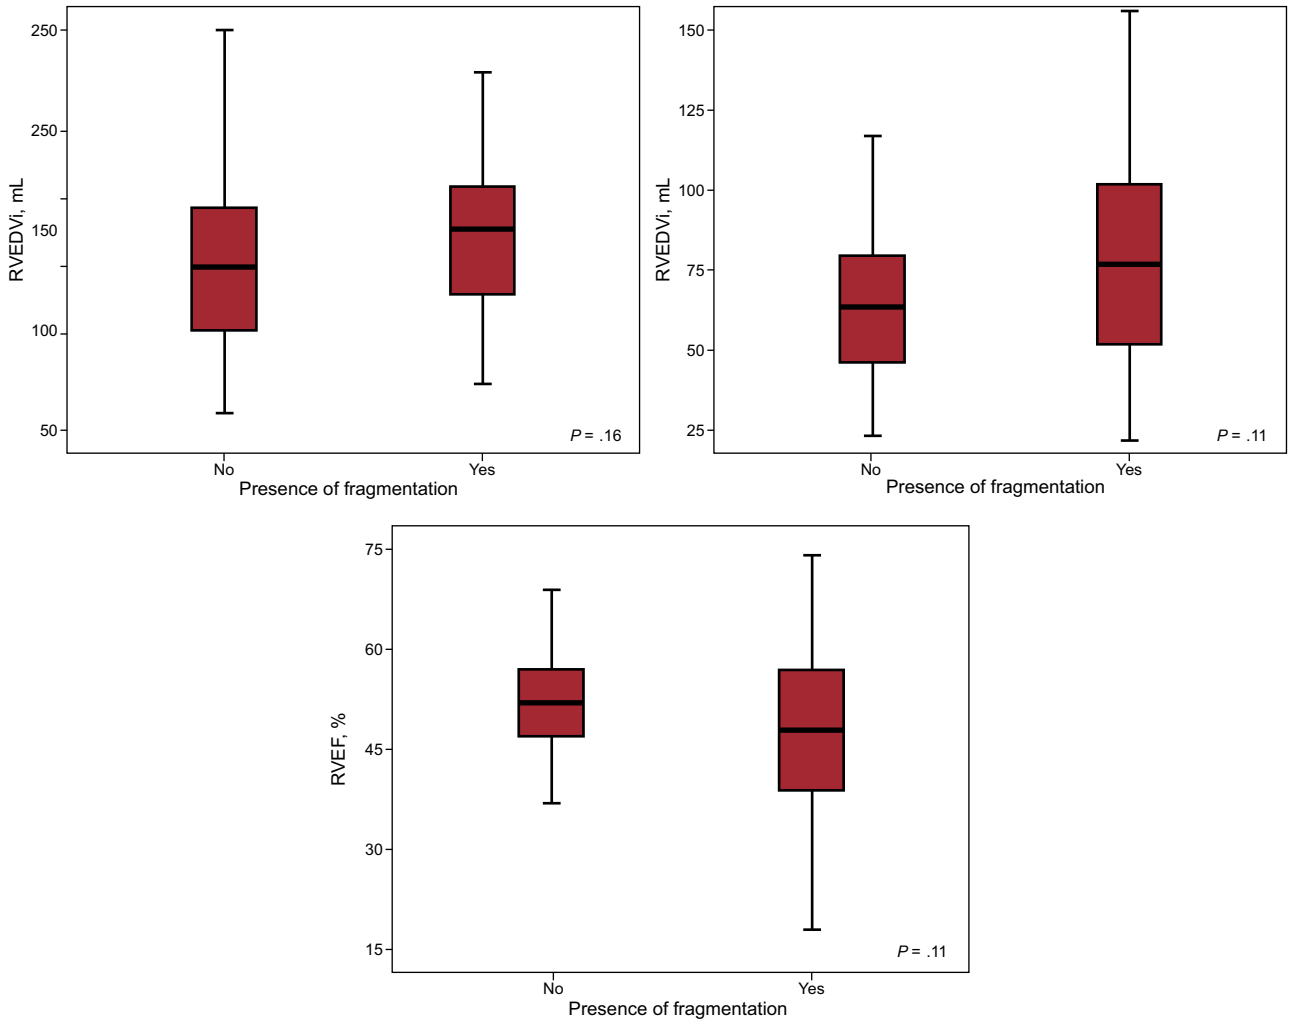 250
250
150
100
50
RVEDVi, mL
P = .16
No
Yes
Presence of fragmentation
150
125
100
75
50
25
RVEDVi, mL
P = .11
No
Yes
Presence of fragmentation
75
60
45
30
15
RVEF, %
P = .11
No
Yes
Presence of fragmentation